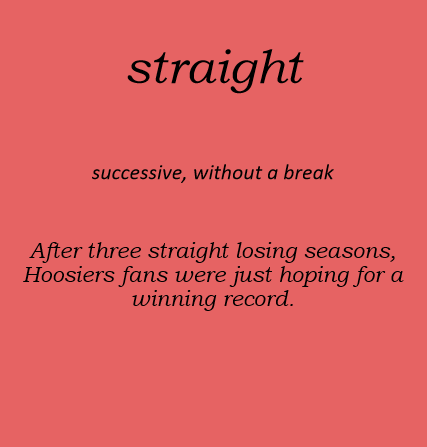 straight
successive, without a break
After three straight losing seasons,
Hoosiers fans were just hoping for a
winning record.